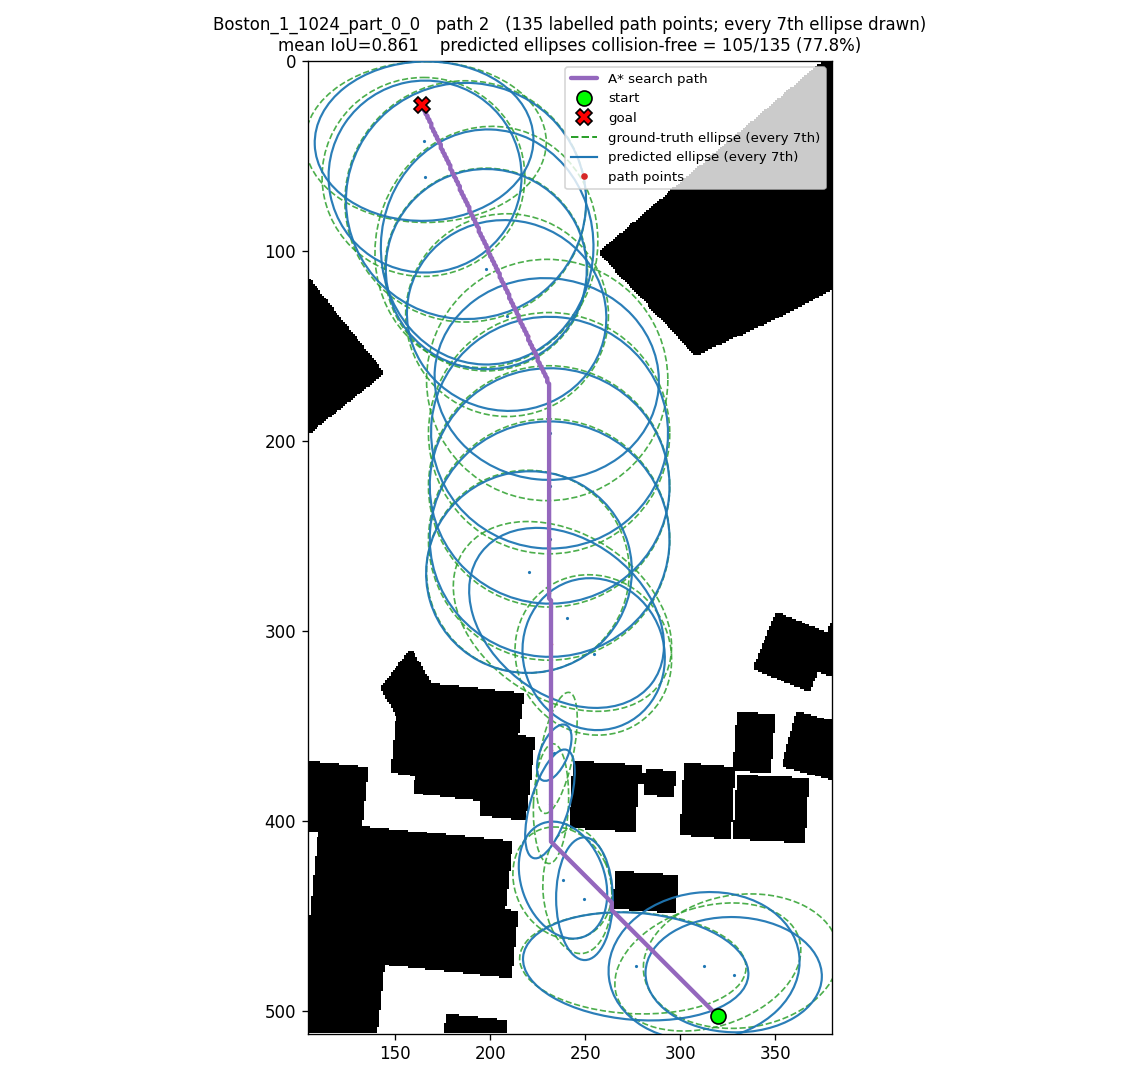 Boston_1_1024_part_0_0   path 2   (135 labelled path points; every 7th ellipse drawn)
mean IoU=0.861    predicted ellipses collision-free = 105/135 (77.8%)
A* search path
start
goal
ground-truth ellipse (every 7th)
predicted ellipse (every 7th)
path points
0
100
200
300
400
500
150
200
250
300
350